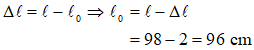 Δℓ = ℓ − ℓ₀ ⇒ ℓ₀ = ℓ − Δℓ
= 98 − 2 = 96 cm